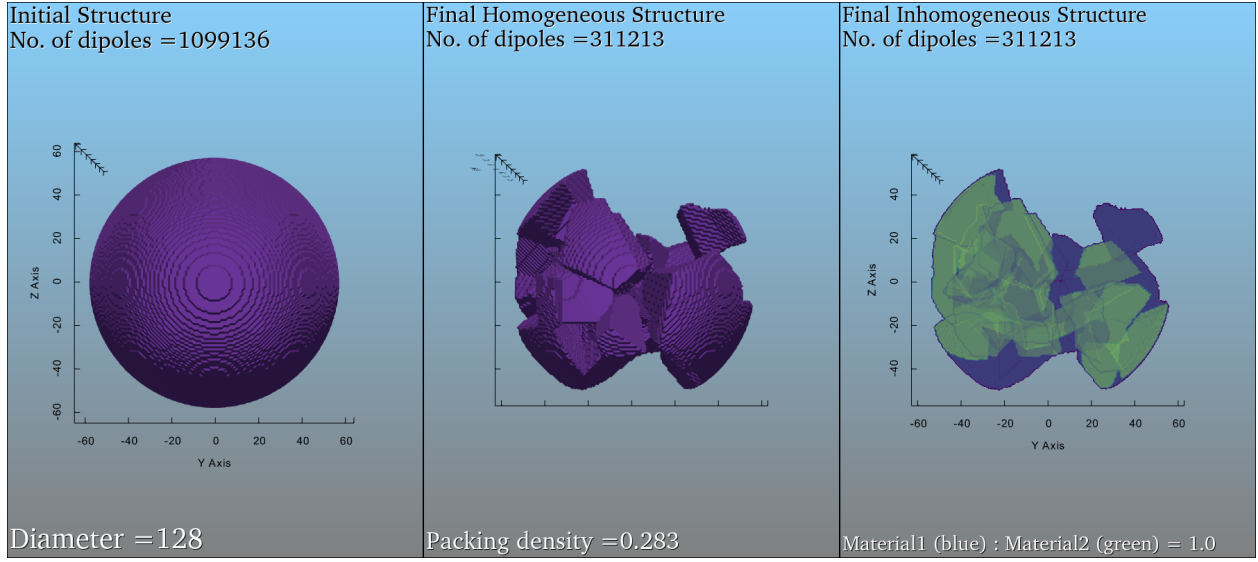 Initial Structure
No. of dipoles =1099136
60
40
20
0
-20
-40
-60
Z Axis
-60 -40 -20 0 20 40 60
Y Axis
Diameter =128
Final Homogeneous Structure
No. of dipoles =311213
Packing density =0.283
Final Inhomogeneous Structure
No. of dipoles =311213
40
20
0
-20
-40
Z Axis
-60 -40 -20 0 20 40 60
Y Axis
Material1 (blue) : Material2 (green) = 1.0